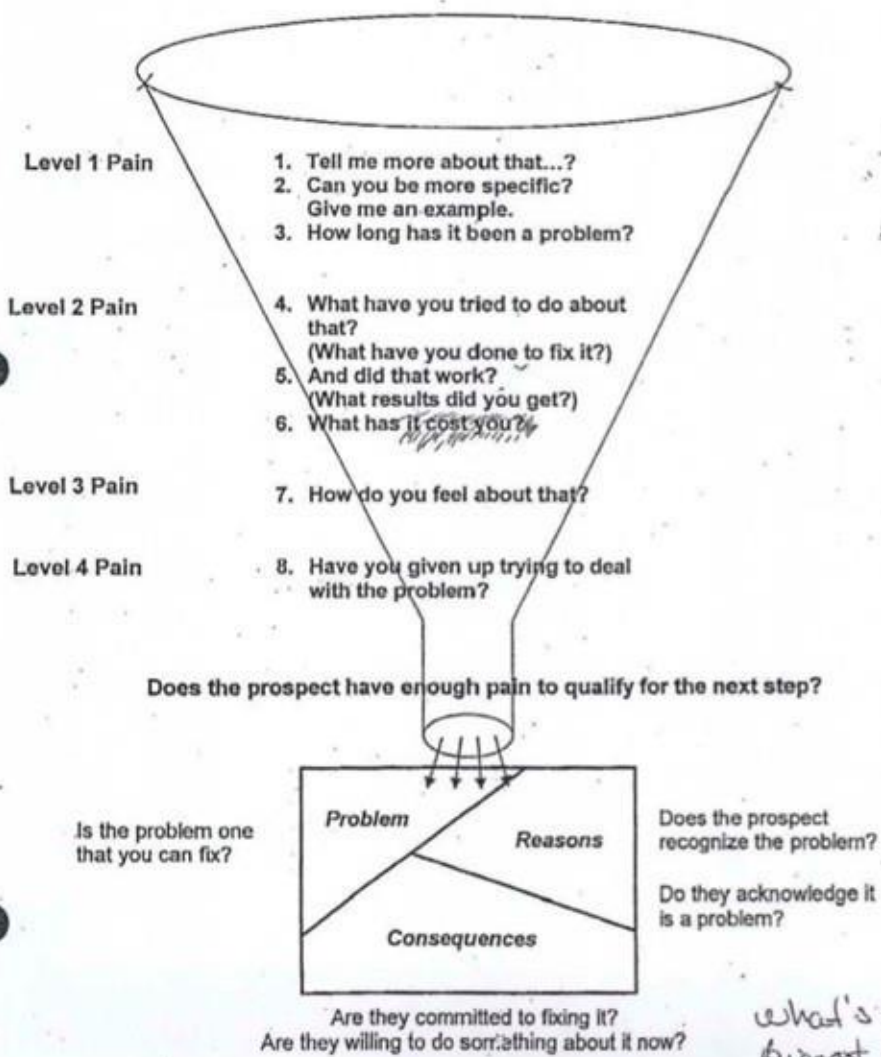 Level 1 Pain
1. Tell me more about that...?
2. Can you be more specific?
Give me an example.
3. How long has it been a problem?
Level 2 Pain
4. What have you tried to do about
that?
(What have you done to fix it?)
5. And did that work?
(What results did you get?)
6. What has it cost you?
Level 3 Pain
7. How do you feel about that?
Level 4 Pain
8. Have you given up trying to deal
with the problem?
Does the prospect have enough pain to qualify for the next step?
Is the problem one
that you can fix?
Problem
Reasons
Consequences
Does the prospect
recognize the problem?
Do they acknowledge it
is a problem?
Are they committed to fixing it?
Are they willing to do something about it now?
what's